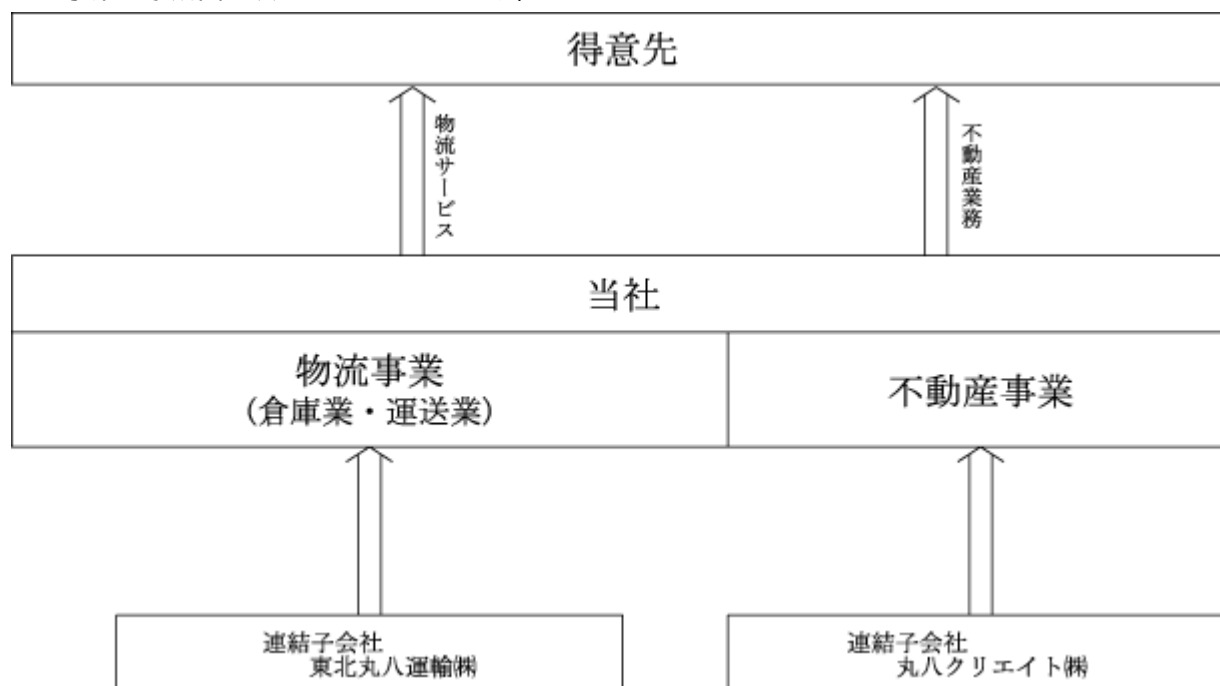 得意先
物流サービス
不動産業務
当社
物流事業
(倉庫業・運送業)
不動産事業
連結子会社
東北丸八運輸㈱
連結子会社
丸八クリエイト㈱